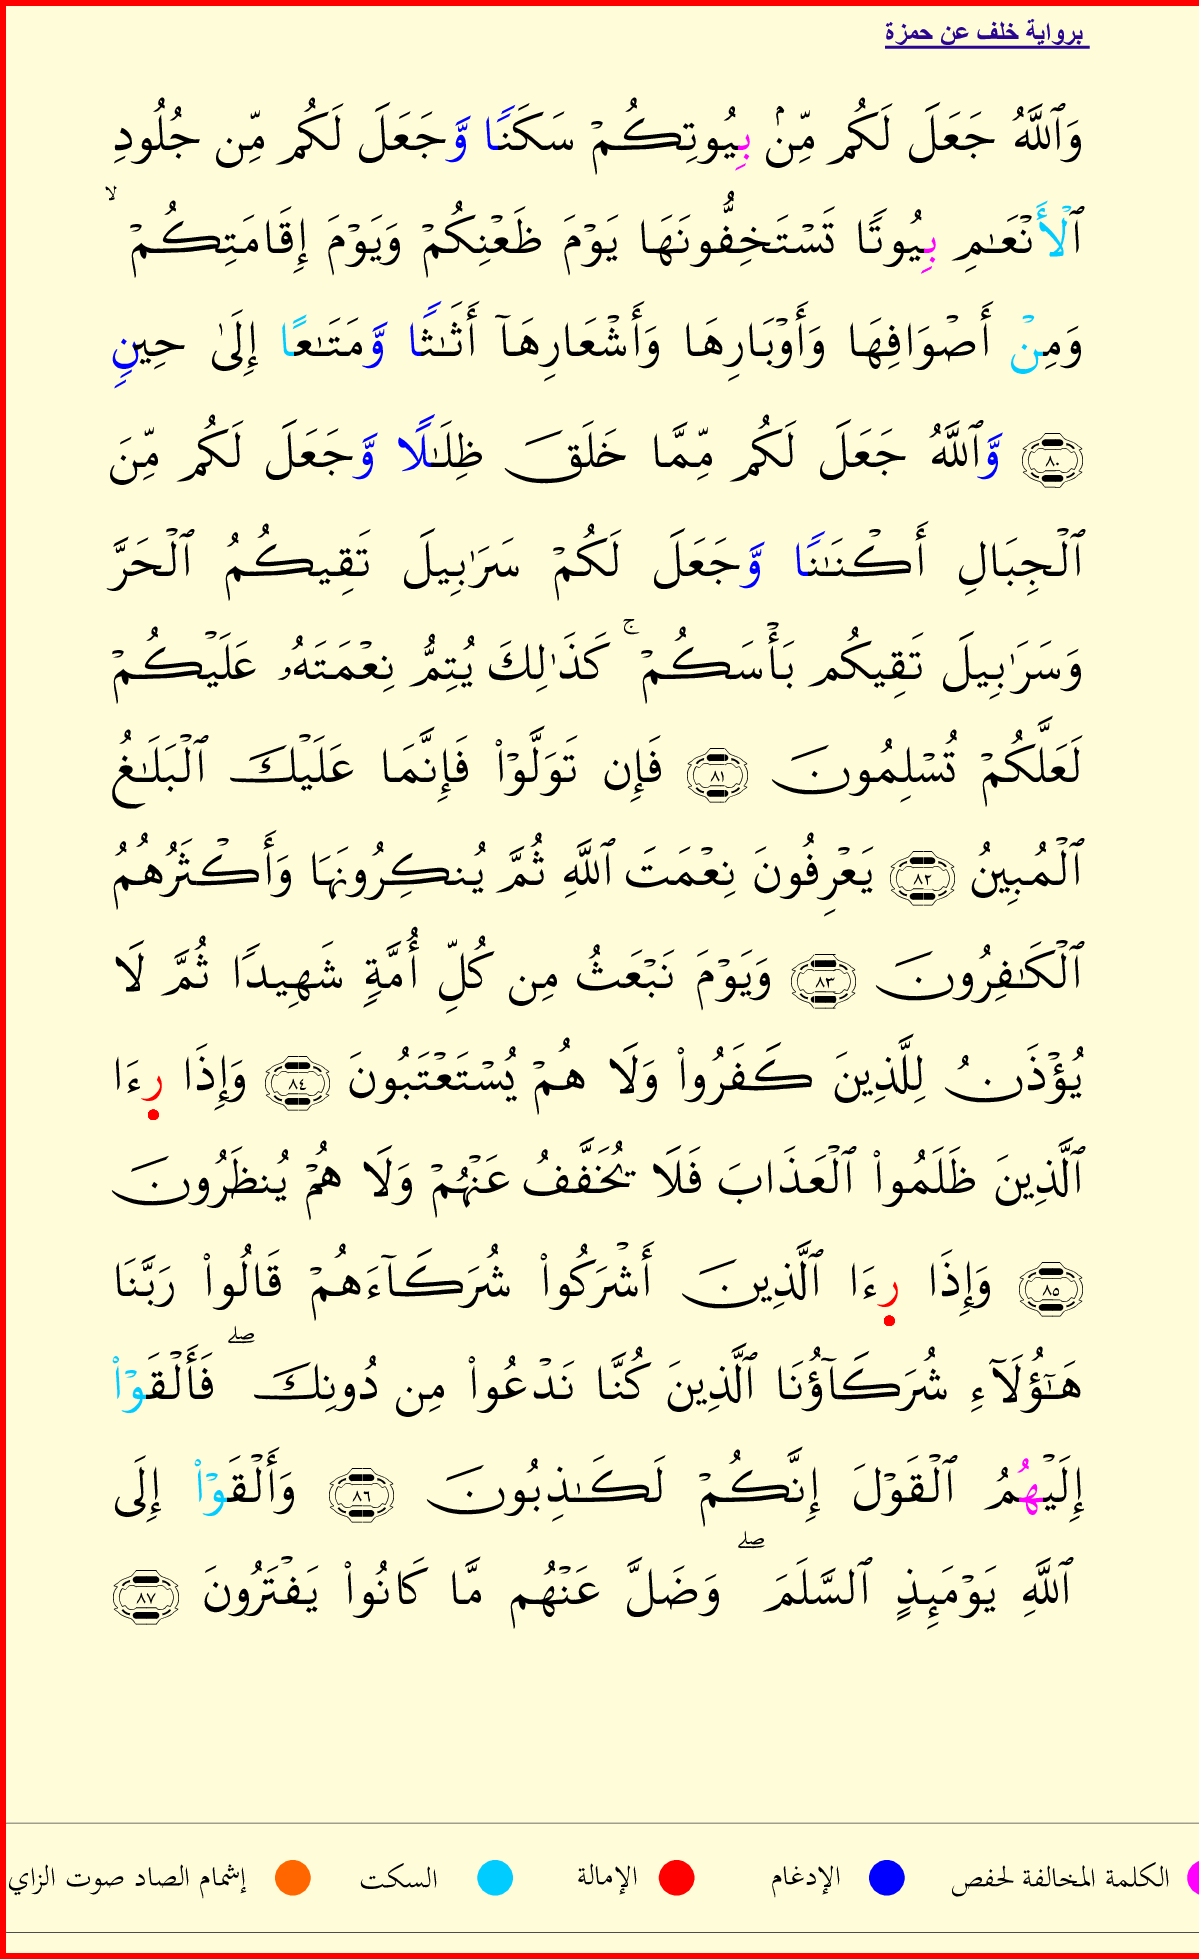 برواية خلف عن حمزة
وَٱللَّهُ جَعَلَ لَكُم مِّنۢ بِيُوتِكُمۡ سَكَنٗا وَّجَعَلَ لَكُم مِّن جُلُودِ
ٱلۡأَنۡعَٰمِ بِيُوتٗا تَسۡتَخِفُّونَهَا يَوۡمَ ظَعۡنِكُمۡ وَيَوۡمَ إِقَامَتِكُمۡ ۙ
وَمِنۡ أَصۡوَافِهَا وَأَوۡبَارِهَا وَأَشۡعَارِهَآ أَثَٰثٗا وَّمَتَٰعًا إِلَىٰ حِينٖ
٨٠ وَّٱللَّهُ جَعَلَ لَكُم مِّمَّا خَلَقَ ظِلَٰلٗا وَّجَعَلَ لَكُم مِّنَ
ٱلۡجِبَالِ أَكۡنَٰنٗا وَّجَعَلَ لَكُمۡ سَرَٰبِيلَ تَقِيكُمُ ٱلۡحَرَّ
وَسَرَٰبِيلَ تَقِيكُم بَأۡسَكُمۡ ۚ كَذَٰلِكَ يُتِمُّ نِعۡمَتَهُۥ عَلَيۡكُمۡ
لَعَلَّكُمۡ تُسۡلِمُونَ ٨١ فَإِن تَوَلَّوۡاْ فَإِنَّمَا عَلَيۡكَ ٱلۡبَلَٰغُ
ٱلۡمُبِينُ ٨٢ يَعۡرِفُونَ نِعۡمَتَ ٱللَّهِ ثُمَّ يُنكِرُونَهَا وَأَكۡثَرُهُمُ
ٱلۡكَٰفِرُونَ ٨٣ وَيَوۡمَ نَبۡعَثُ مِن كُلِّ أُمَّةٖ شَهِيدٗا ثُمَّ لَا
يُؤۡذَنُ لِلَّذِينَ كَفَرُواْ وَلَا هُمۡ يُسۡتَعۡتَبُونَ ٨٤ وَإِذَا رِءَا
ٱلَّذِينَ ظَلَمُواْ ٱلۡعَذَابَ فَلَا يُخَفَّفُ عَنۡهُمۡ وَلَا هُمۡ يُنظَرُونَ
٨٥ وَإِذَا رِءَا ٱلَّذِينَ أَشۡرَكُواْ شُرَكَآءَهُمۡ قَالُواْ رَبَّنَا
هَٰٓؤُلَآءِ شُرَكَآؤُنَا ٱلَّذِينَ كُنَّا نَدۡعُواْ مِن دُونِكَ ۖ فَأَلۡقَوۡاْ
إِلَيۡهُمُ ٱلۡقَوۡلَ إِنَّكُمۡ لَكَٰذِبُونَ ٨٦ وَأَلۡقَوۡاْ إِلَى
ٱللَّهِ يَوۡمَئِذٍ ٱلسَّلَمَ ۖ وَضَلَّ عَنۡهُم مَّا كَانُواْ يَفۡتَرُونَ ٨٧
الكلمة المخالفة لحفص الإدغام الإمالة السكت إشمام الصاد صوت الزاي